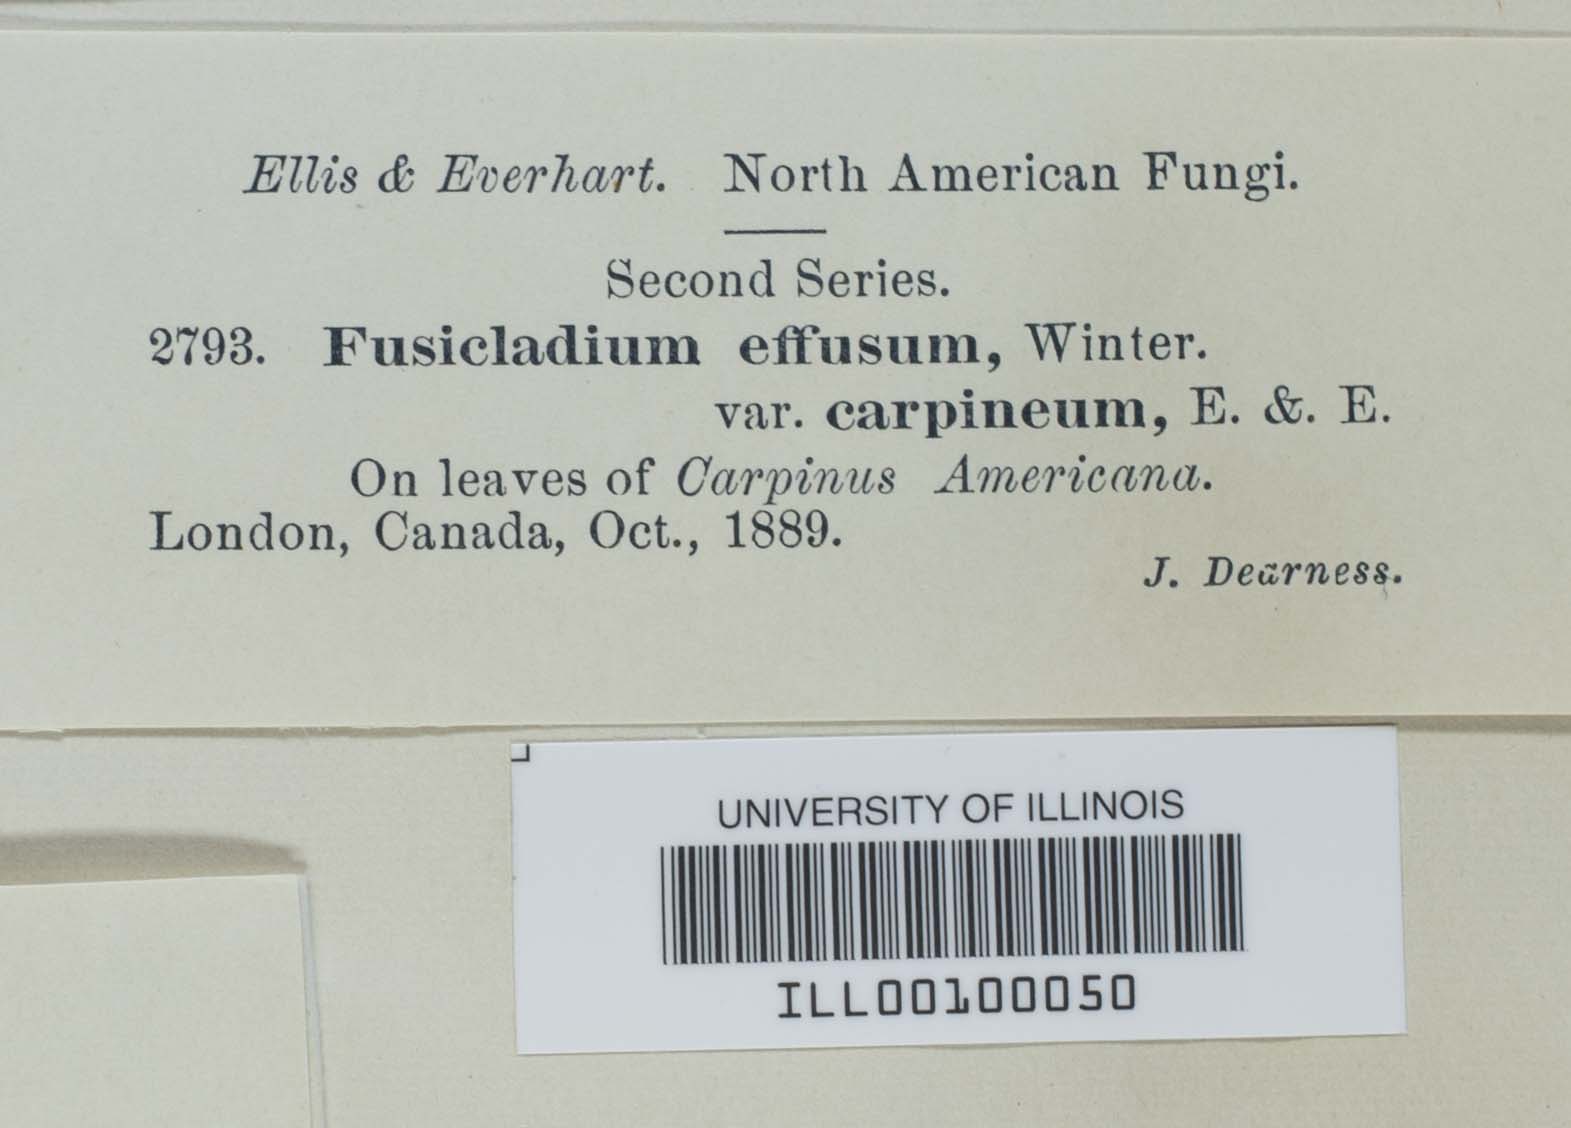 Ellis & Everhart. North American Fungi.
Second Series.
2793. Fusicladium effusum, Winter.
var. carpineum, E. &. E.
On leaves of Carpinus Americana.
London, Canada, Oct., 1889.
J. Dearness.
UNIVERSITY OF ILLINOIS
ILL00100050